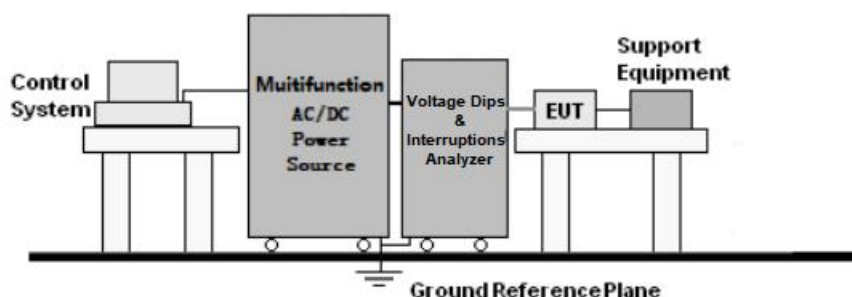 Control
System
Muitifunction
AC/DC
Power
Source
Voltage Dips
&
Interruptions
Analyzer
EUT
Support
Equipment
Ground Reference Plane